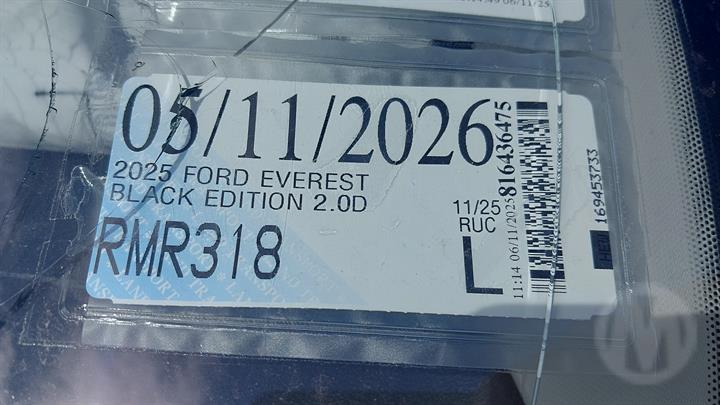 05/11/2026
2025 FORD EVEREST
BLACK EDITION 2.0D
RMR318
11/25
RUC
L
11:14 06/11/2025
816436475
169453733